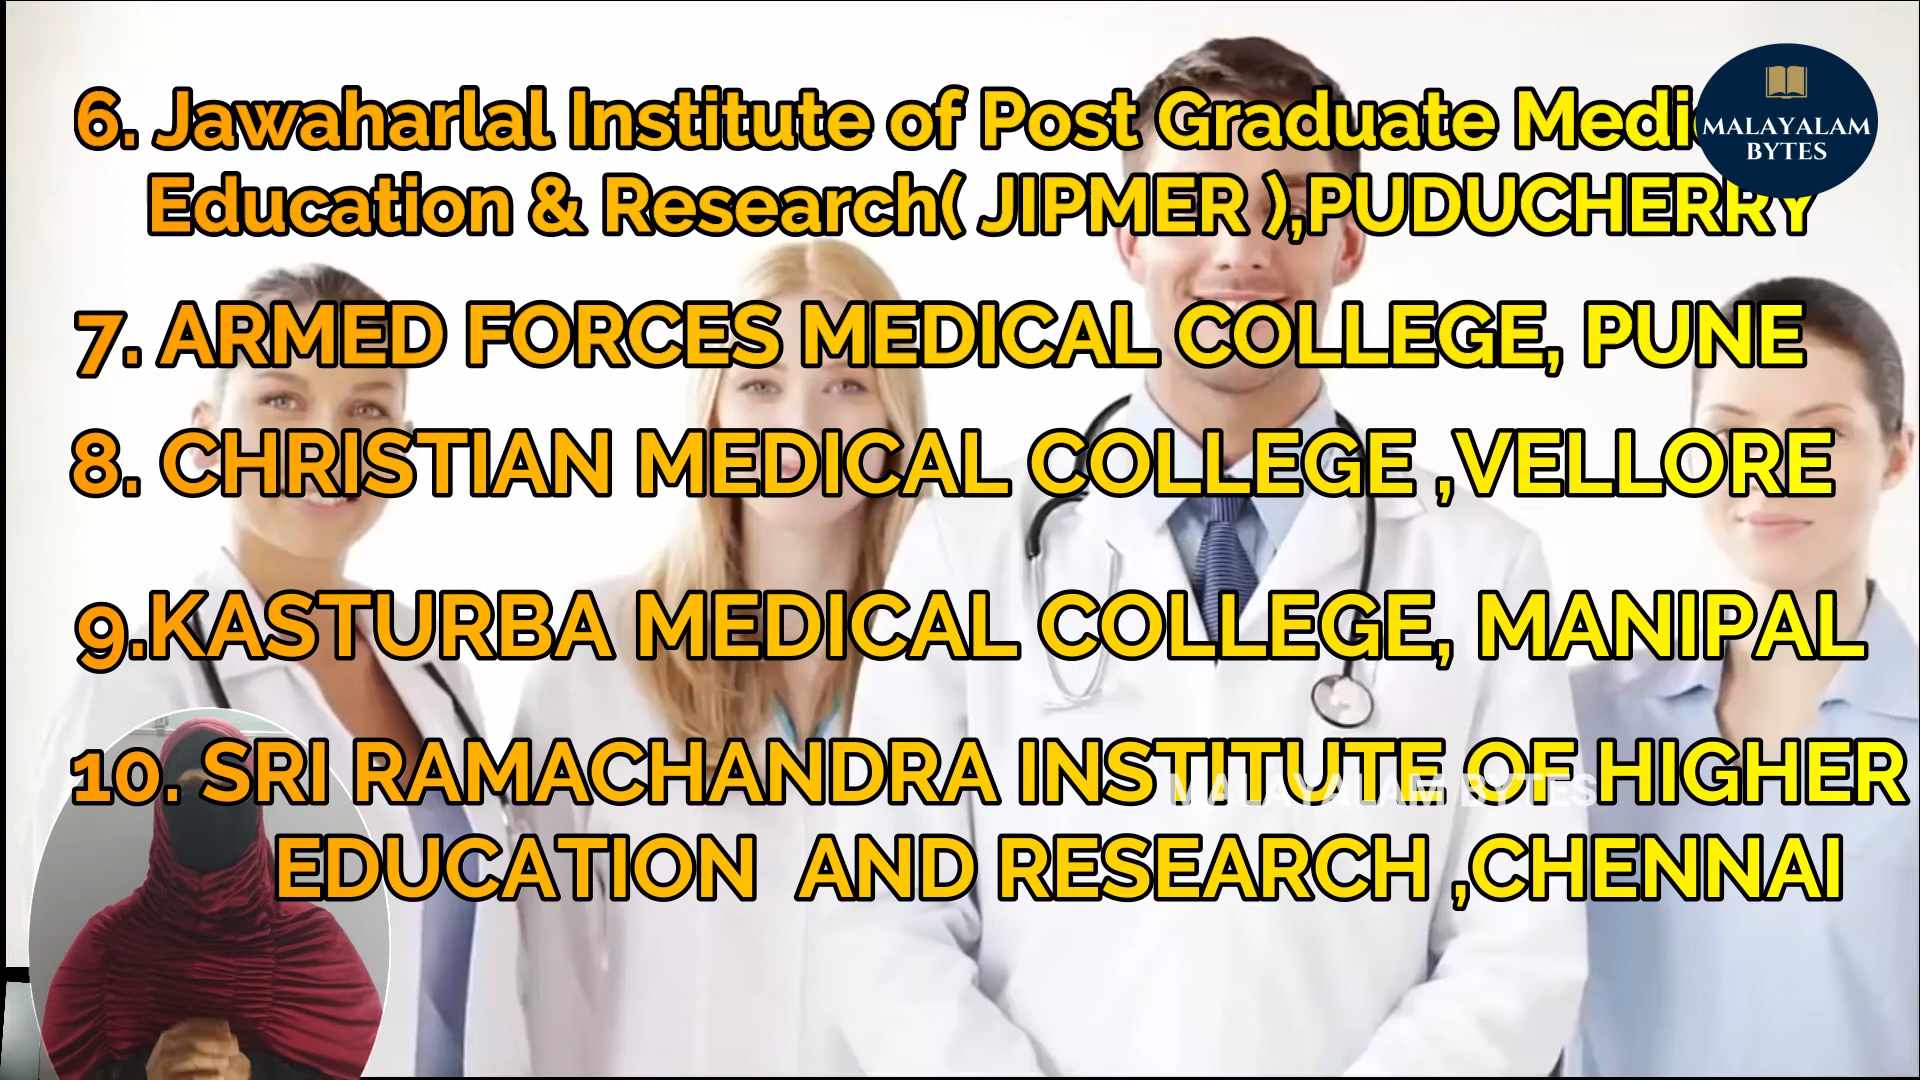 6. Jawaharlal Institute of Post Graduate
Education & Research( JIPMER ),PUDUCHERRY
7. ARMED FORCES MEDICAL COLLEGE, PUNE
8. CHRISTIAN MEDICAL COLLEGE ,VELLORE
9.KASTURBA MEDICAL COLLEGE, MANIPAL
10. SRI RAMACHANDRA INSTITUTE OF HIGHER
EDUCATION AND RESEARCH ,CHENNAI
MALAYALAM
BYTES
MALAYALAM BYTES